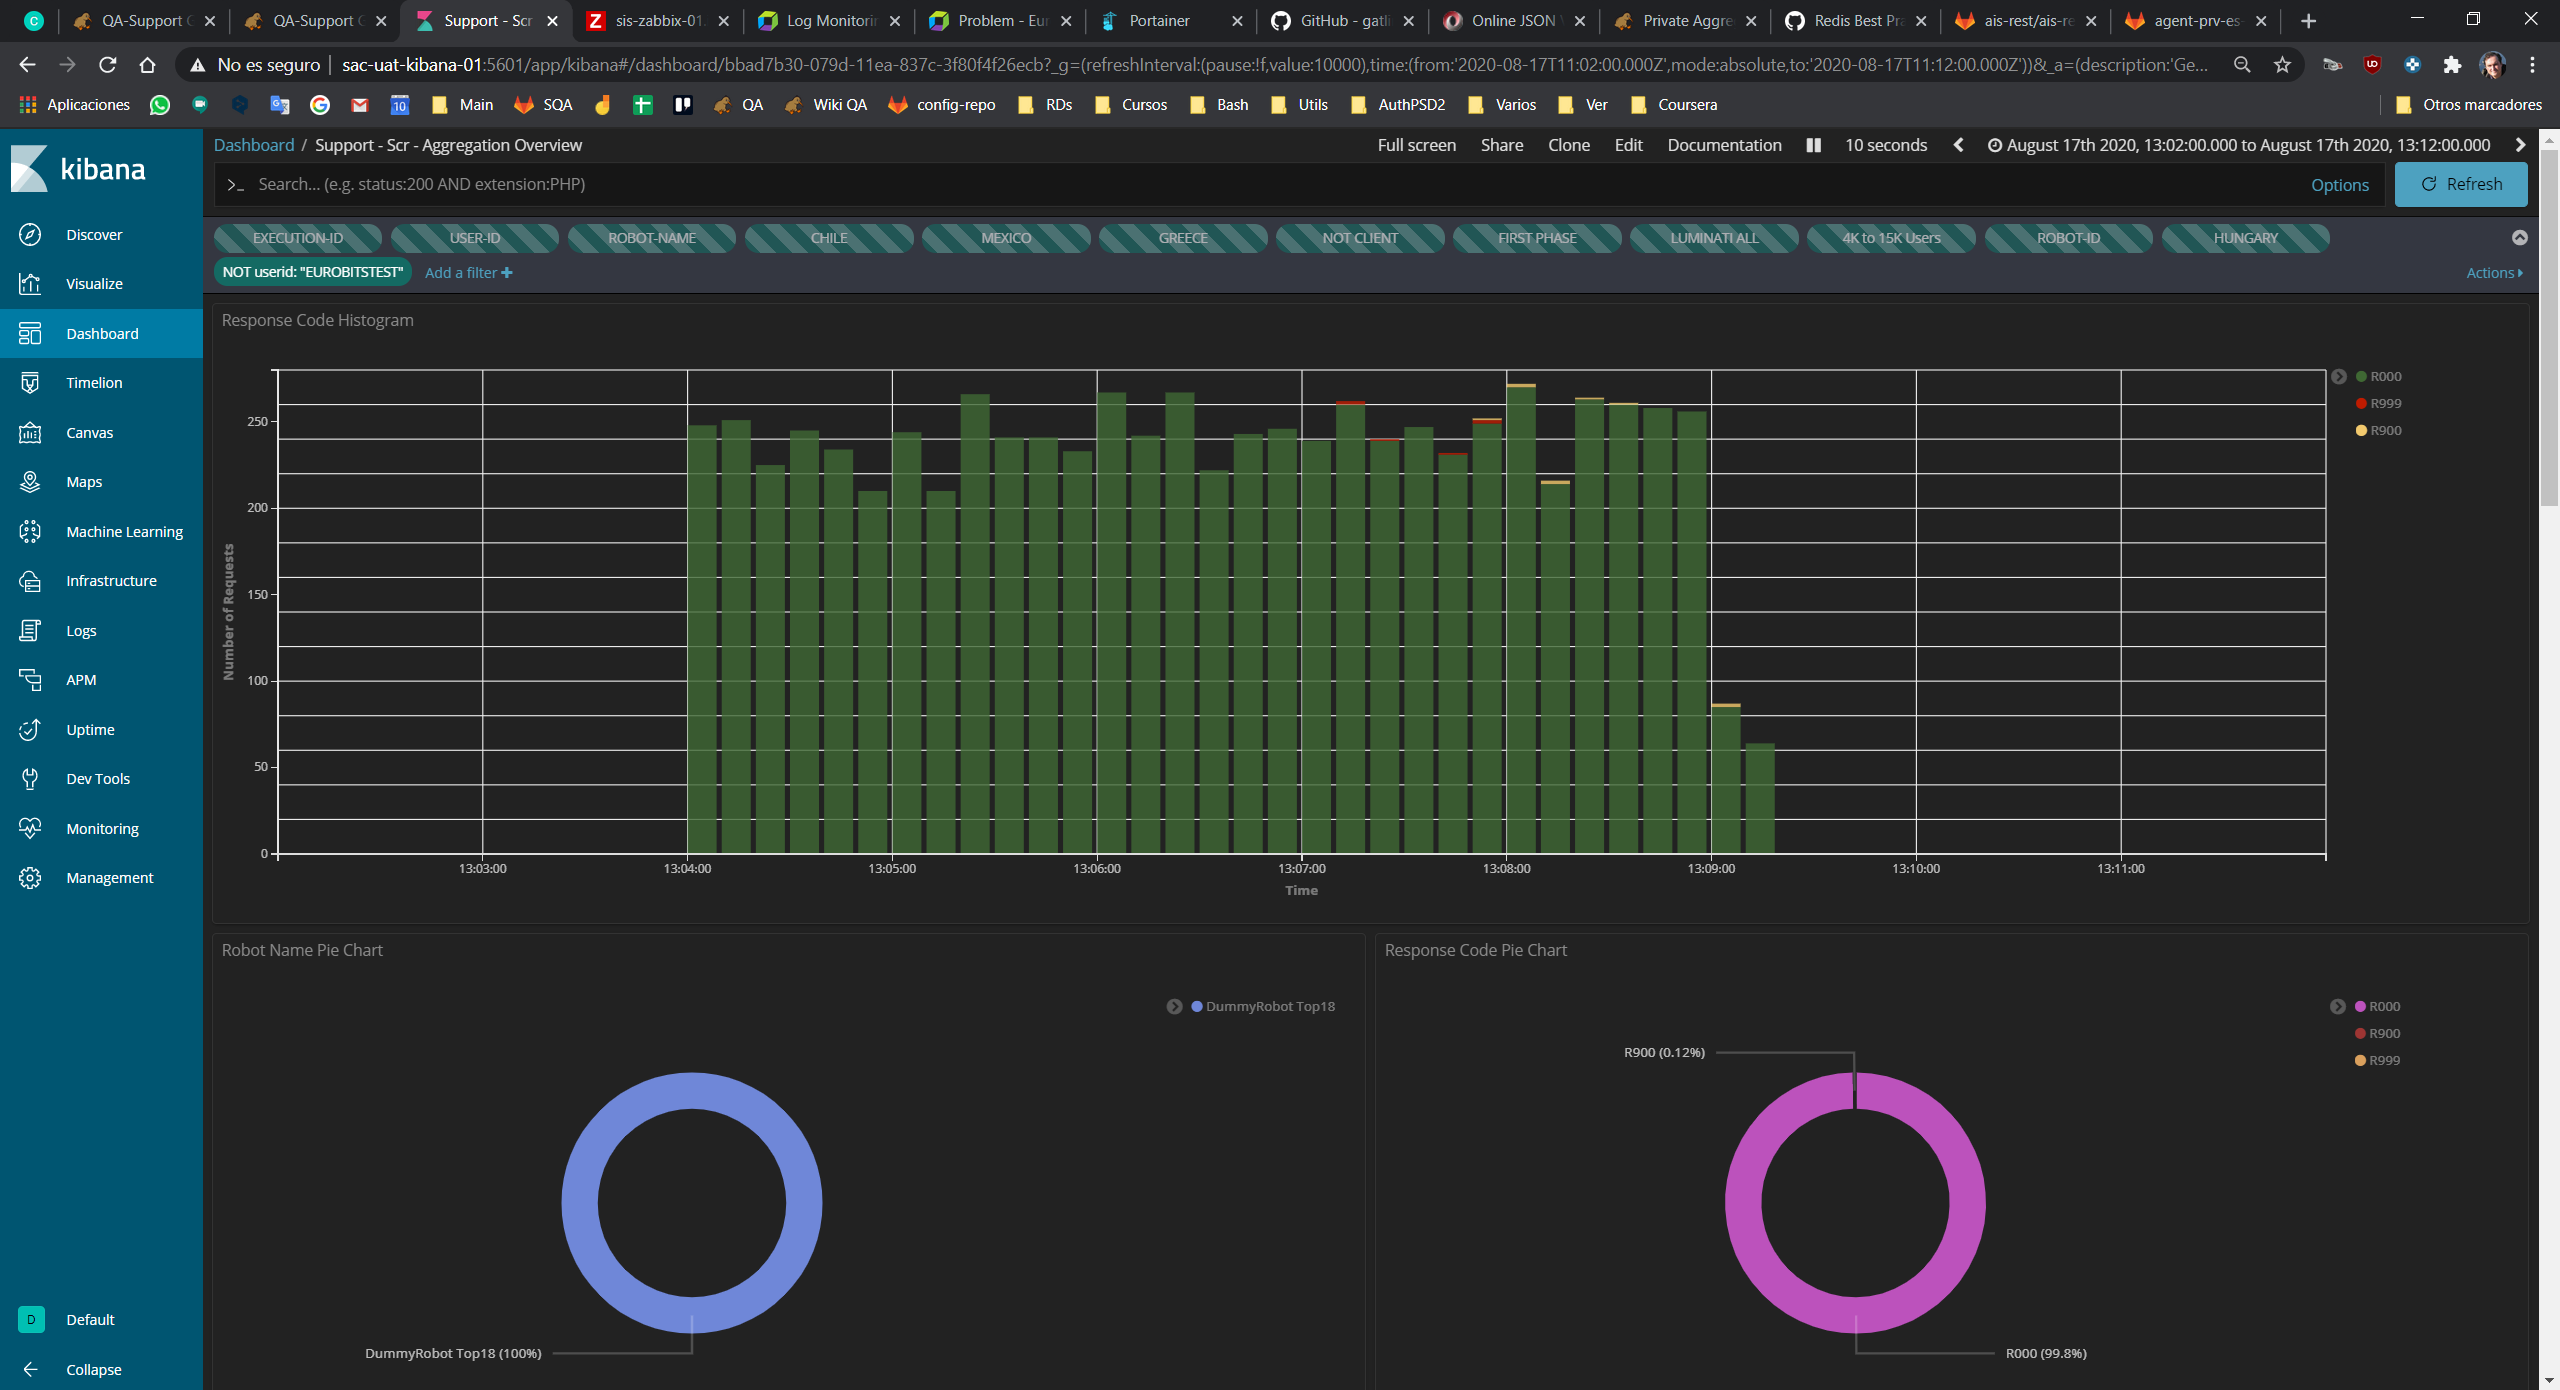 C QA-Support QA-Support Support - Scr sis-zabbix-01. Log Monitorin Problem - Eur Portainer GitHub - gatli Online JSON Private Aggre Redis Best Pra ais-rest/ais-re agent-prv-es-
No es seguro | sac-uat-kibana-01:5601/app/kibana#/dashboard/bbad7b30-079d-11ea-837c-3f80f4f26ecb?_g=(refreshInterval:(pause:!f,value:10000),time:(from:'2020-08-17T11:02:00.000Z',mode:absolute,to:'2020-08-17T11:12:00.000Z'))&_a=(description:'Ge...
Aplicaciones 10 Main SQA QA Wiki QA config-repo RDs Cursos Bash Utils AuthPSD2 Varios Ver Coursera Otros marcadores
kibana
Discover
Visualize
Dashboard
Timelion
Canvas
Maps
Machine Learning
Infrastructure
Logs
APM
Uptime
Dev Tools
Monitoring
Management
D Default
Collapse
Dashboard / Support - Scr - Aggregation Overview
Full screen Share Clone Edit Documentation 10 seconds August 17th 2020, 13:02:00.000 to August 17th 2020, 13:12:00.000
>_ Search... (e.g. status:200 AND extension:PHP) Options Refresh
EXECUTION-ID USER-ID ROBOT-NAME CHILE MEXICO GREECE NOT CLIENT FIRST PHASE LUMINATI ALL 4K to 15K Users ROBOT-ID HUNGARY
NOT userid: "EUROBITSTEST" Add a filter + Actions
Response Code Histogram
Number of Requests
250
200
150
100
50
0
13:03:00 13:04:00 13:05:00 13:06:00 13:07:00 13:08:00 13:09:00 13:10:00 13:11:00
Time
R000
R999
R900
Robot Name Pie Chart
DummyRobot Top18
DummyRobot Top18 (100%)
Response Code Pie Chart
R000
R900
R999
R900 (0.12%)
R000 (99.8%)